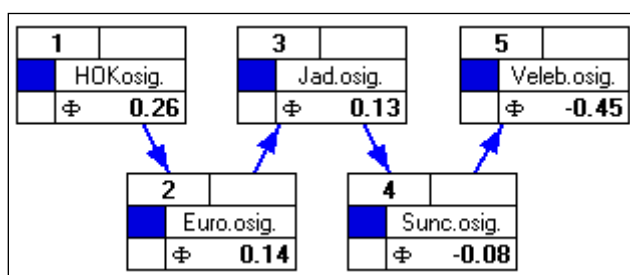 1
HOKosig.
Φ 0.26
2
Euro.osig.
Φ 0.14
3
Jad.osig.
Φ 0.13
4
Sunc.osig.
Φ -0.08
5
Veleb.osig.
Φ -0.45